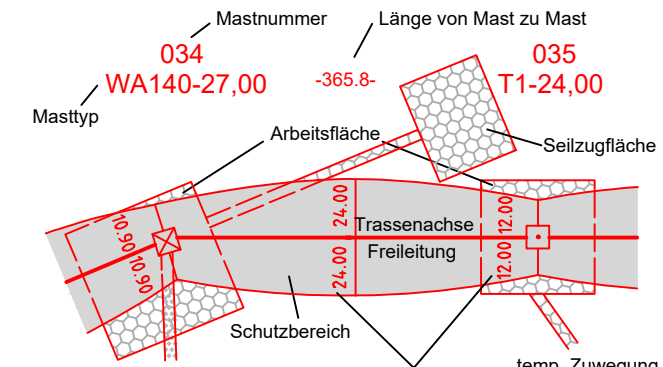 Mastnummer
Länge von Mast zu Mast
034
-365.8-
035
WA140-27,00
T1-24,00
Masttyp
Arbeitsfläche
Seilzugfläche
10.90
24.00
12.00
Trassenachse
Freileitung
10.90
24.00
12.00
Schutzbereich
temp. Zuwegung